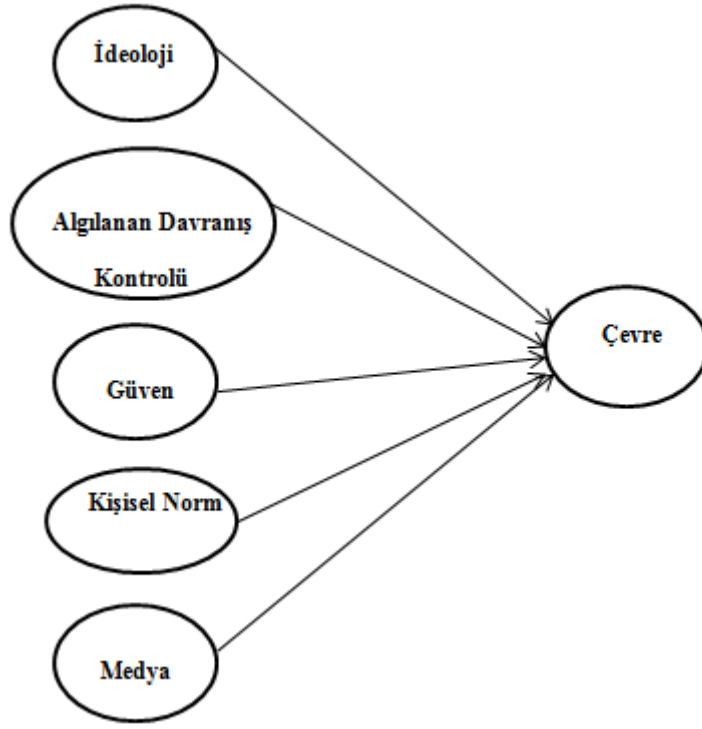 İdeoloji
Algılanan Davranış
Kontrolü
Çevre
Güven
Kişisel Norm
Medya